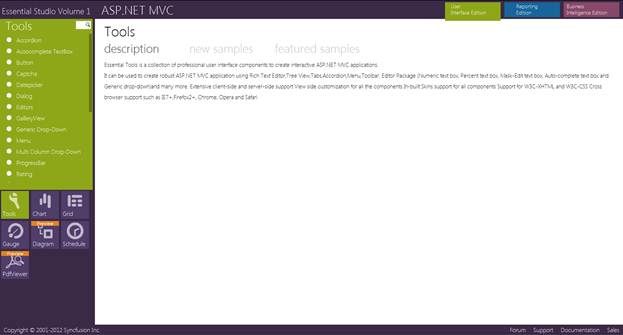 Essential Studio Volume 1
ASP.NET MVC
User
Interface Edition
Reporting
Edition
Business
Intelligence Edition
Tools
Accordion
Autocomplete TextBox
Button
Captcha
Datepicker
Dialog
Editors
GalleryView
Generic Drop-Down
Menu
Multi Column Drop-Down
ProgressBar
Rating
Tools
Chart
Grid
Gauge
Preview
Diagram
Schedule
Preview
PdfViewer
Tools
description
new samples
featured samples
Essential Tools is a collection of professional user interface components to create interactive ASP.NET MVC applications.
It can be used to create robust ASP.NET MVC application using Rich Text Editor,Tree View,Tabs,Accordion,Menu,Toolbar, Editor Package (Numeric text box, Percent text box, Mask-Edit text box, Auto-complete text box and
Generic drop-down)and many more. Extensive client-side and server-side support View side customization for all the components In-built Skins support for all components Support for W3C-XHTML and W3C-CSS Cross
browser support such as IE7+,Firefox2+, Chrome, Opera and Safari
Copyright © 2001-2012 Syncfusion Inc.
Forum
Support
Documentation
Sales